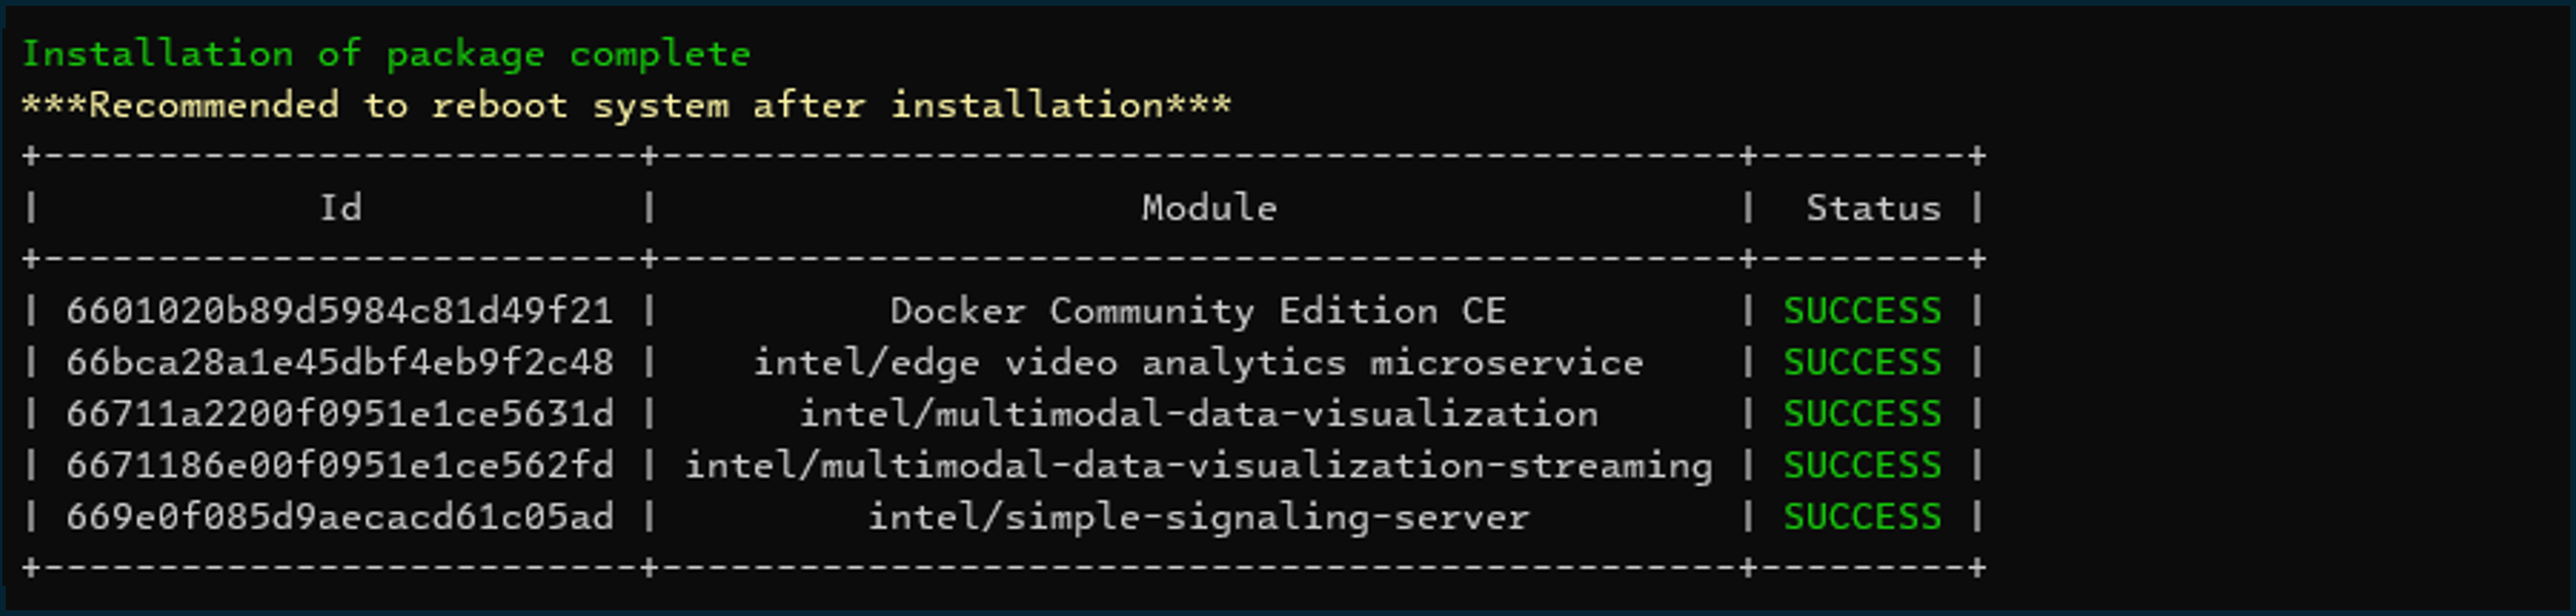 Installation of package complete
***Recommended to reboot system after installation***
+--------------------------+-----------------------------------------------+---------+
|            Id            |                     Module                    |  Status |
+--------------------------+-----------------------------------------------+---------+
| 6601020b89d5984c81d49f21 |          Docker Community Edition CE          | SUCCESS |
| 66bca28a1e45dbf4eb9f2c48 |    intel/edge video analytics microservice    | SUCCESS |
| 66711a2200f0951e1ce5631d |      intel/multimodal-data-visualization      | SUCCESS |
| 6671186e00f0951e1ce562fd | intel/multimodal-data-visualization-streaming | SUCCESS |
| 669e0f085d9aecacd61c05ad |         intel/simple-signaling-server         | SUCCESS |
+--------------------------+-----------------------------------------------+---------+